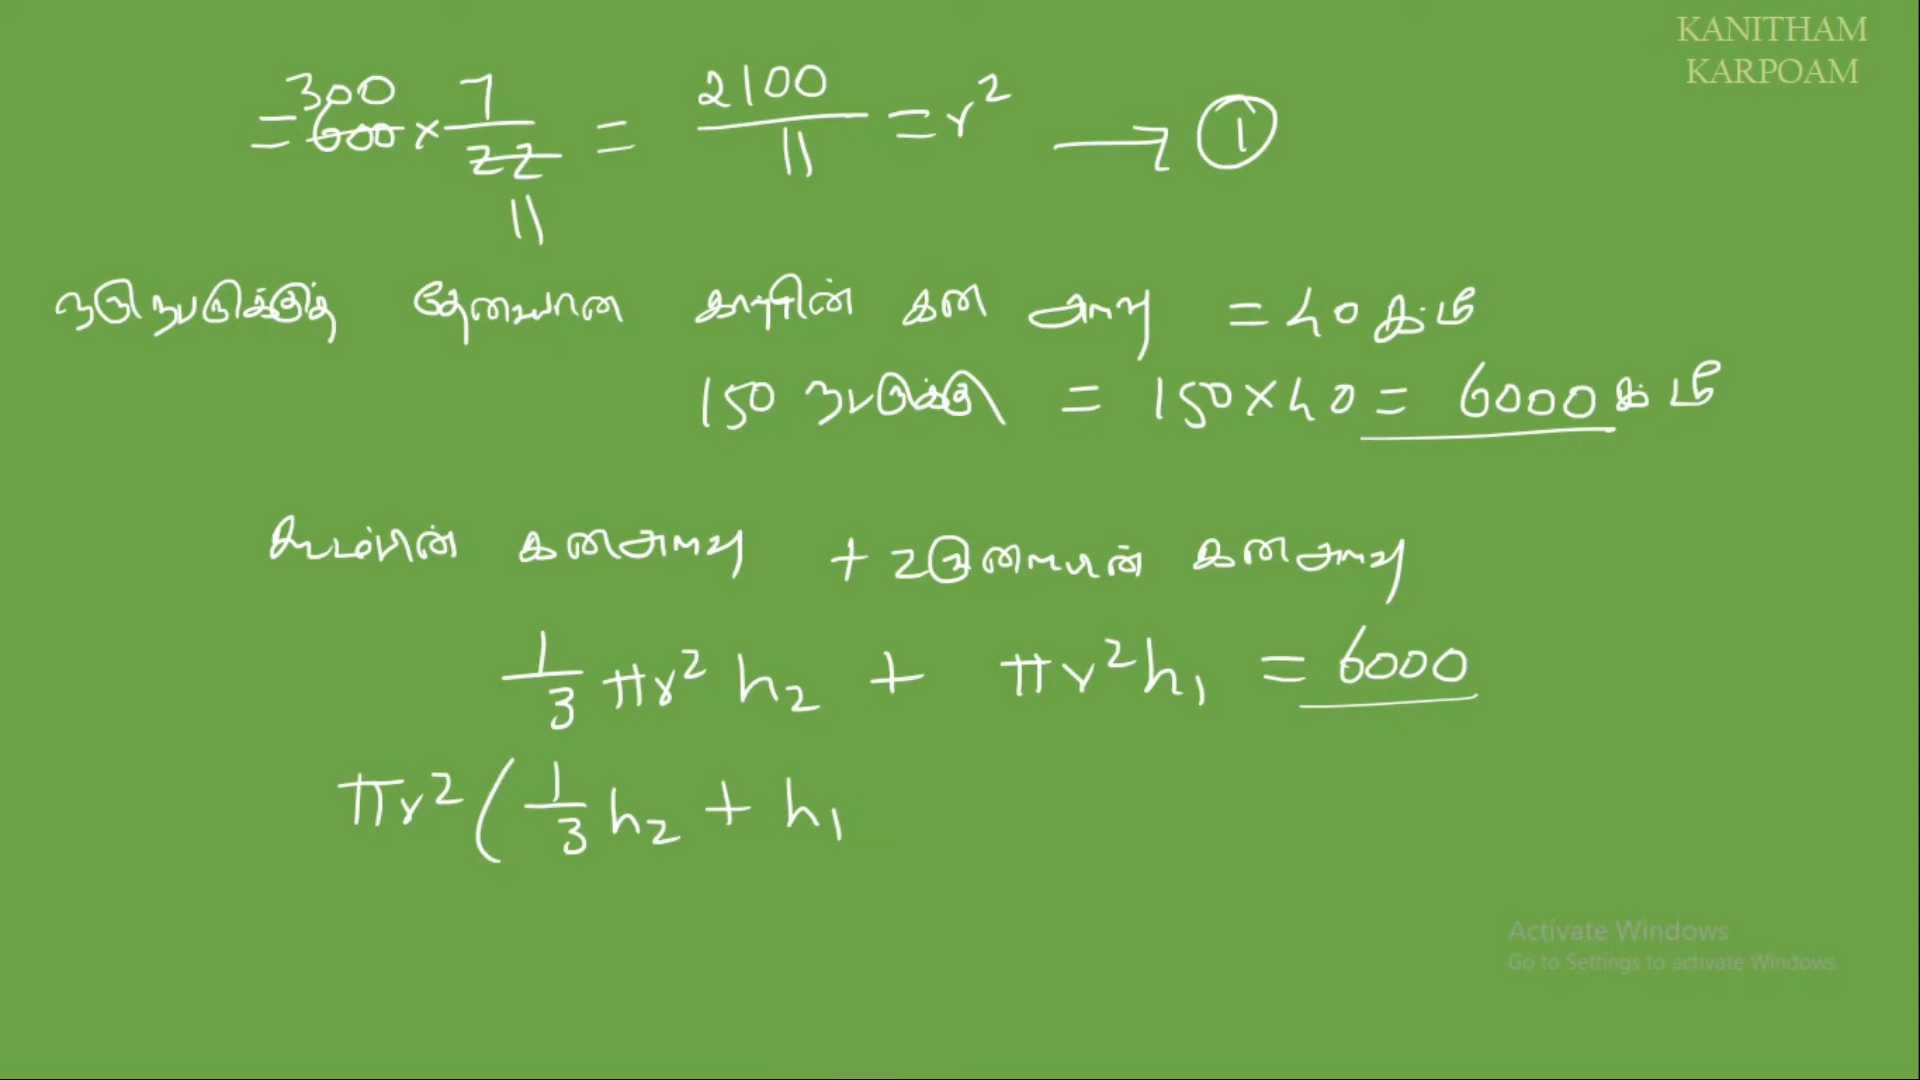 KANITHAM
KARPOAM
300
= 600 × 7/22 = 2100/11 = r² → ①
11
ஒரு நபருக்குத் தேவையான காற்றின் கன அளவு = 40 க.மீ
150 நபருக்கு = 150×40 = 6000 க மீ
கூம்பின் கனஅளவு + உருளையின் கனஅளவு
1/3 πr² h₂ + πr²h₁ = 6000
πr² ( 1/3 h₂ + h₁
Activate Windows
Go to Settings to activate Windows.